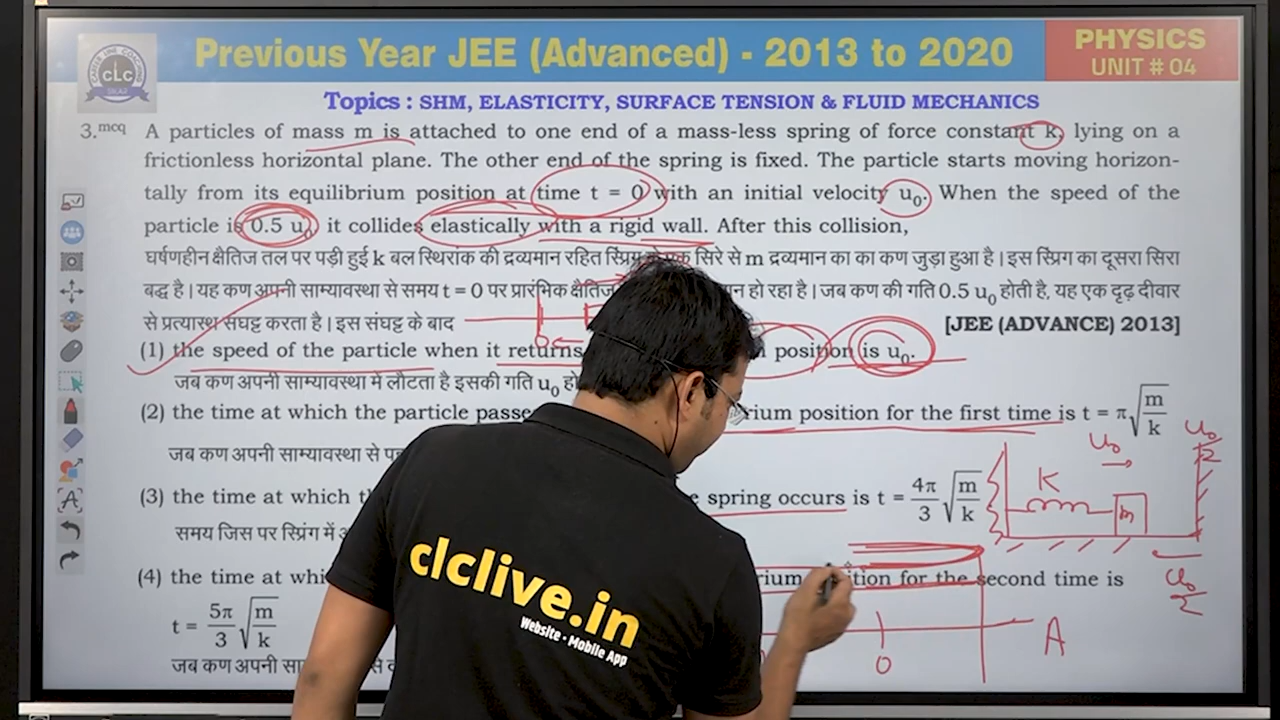 Previous Year JEE (Advanced) - 2013 to 2020
PHYSICS
UNIT # 04
CLC
Topics : SHM, ELASTICITY, SURFACE TENSION & FLUID MECHANICS
3.mcq A particles of mass m is attached to one end of a mass-less spring of force constant k, lying on a
frictionless horizontal plane. The other end of the spring is fixed. The particle starts moving horizon-
tally from its equilibrium position at time t = 0 with an initial velocity u₀. When the speed of the
particle is 0.5 u, it collides elastically with a rigid wall. After this collision,
घर्षणहीन क्षैतिज तल पर पड़ी हुई k बल स्थिरांक की द्रव्यमान रहित स्प्रिंग के एक सिरे से m द्रव्यमान का का कण जुड़ा हुआ है। इस स्प्रिंग का दूसरा सिरा
बद्ध है। यह कण अपनी साम्यावस्था से समय t = 0 पर प्रारंभिक क्षैतिज मान हो रहा है। जब कण की गति 0.5 u₀ होती है, यह एक दृढ़ दीवार
से प्रत्यास्थ संघट्ट करता है। इस संघट्ट के बाद
[JEE (ADVANCE) 2013]
(1) the speed of the particle when it returns position is u₀.
जब कण अपनी साम्यावस्था में लौटता है इसकी गति u₀
(2) the time at which the particle passe rium position for the first time is t = π√(m/k)
जब कण अपनी साम्यावस्था से
(3) the time at which spring occurs is t = 4π/3 √(m/k)
समय जिस पर स्प्रिंग में
(4) the time at whi rium position for the second time is
t = 5π/3 √(m/k)
जब कण अपनी
K
m
u₀
u₀/2
u₀/2
0
A
clclive.in
Website • Mobile App